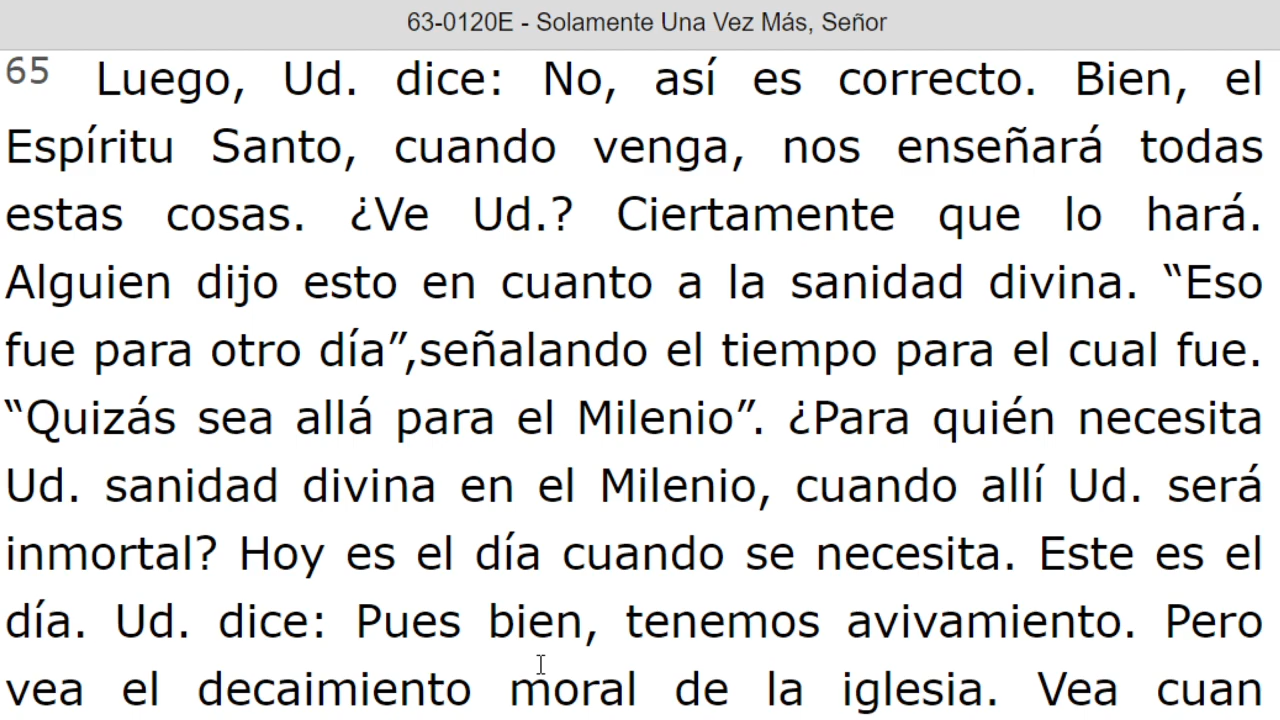 63-0120E - Solamente Una Vez Más, Señor
65 Luego, Ud. dice: No, así es correcto. Bien, el
Espíritu Santo, cuando venga, nos enseñará todas
estas cosas. ¿Ve Ud.? Ciertamente que lo hará.
Alguien dijo esto en cuanto a la sanidad divina. “Eso
fue para otro día”,señalando el tiempo para el cual fue.
“Quizás sea allá para el Milenio”. ¿Para quién necesita
Ud. sanidad divina en el Milenio, cuando allí Ud. será
inmortal? Hoy es el día cuando se necesita. Este es el
día. Ud. dice: Pues bien, tenemos avivamiento. Pero
vea el decaimiento moral de la iglesia. Vea cuan